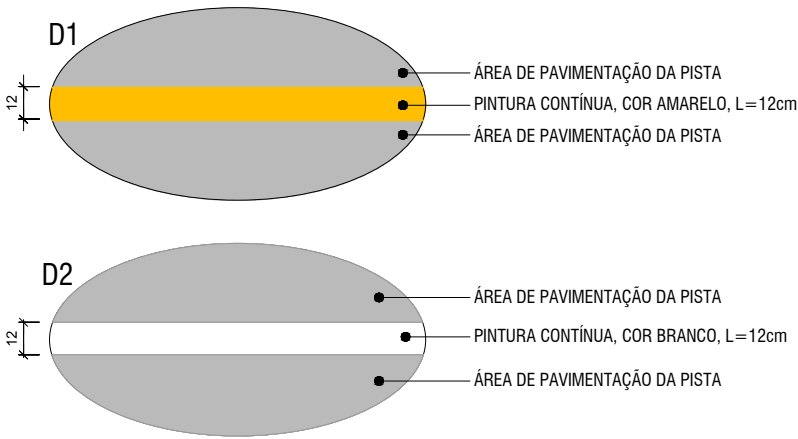 D1
ÁREA DE PAVIMENTAÇÃO DA PISTA
12
PINTURA CONTÍNUA, COR AMARELO, L=12cm
ÁREA DE PAVIMENTAÇÃO DA PISTA
D2
ÁREA DE PAVIMENTAÇÃO DA PISTA
12
PINTURA CONTÍNUA, COR BRANCO, L=12cm
ÁREA DE PAVIMENTAÇÃO DA PISTA